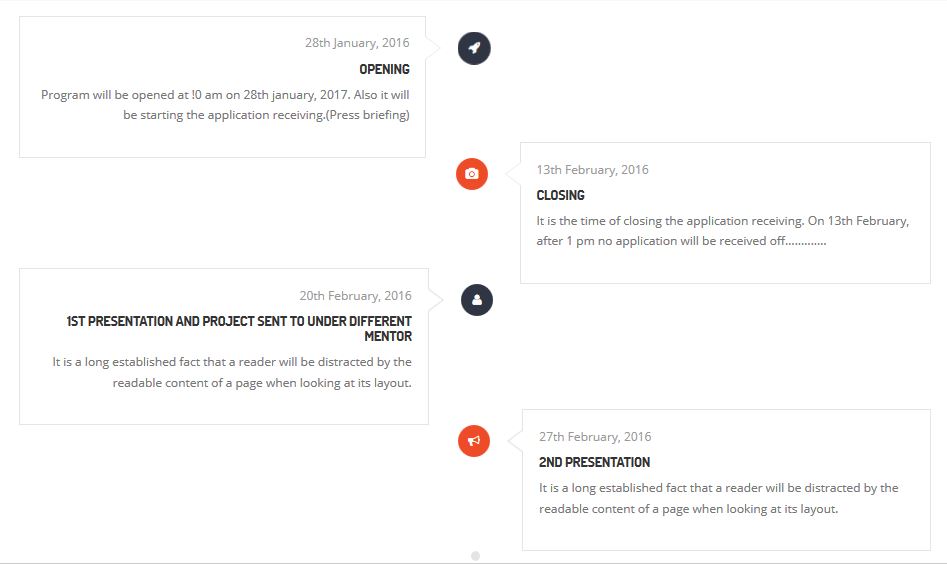 28th January, 2016
OPENING
Program will be opened at !0 am on 28th january, 2017. Also it will
be starting the application receiving.(Press briefing)
13th February, 2016
CLOSING
It is the time of closing the application receiving. On 13th February,
after 1 pm no application will be received off.............
20th February, 2016
1ST PRESENTATION AND PROJECT SENT TO UNDER DIFFERENT
MENTOR
It is a long established fact that a reader will be distracted by the
readable content of a page when looking at its layout.
27th February, 2016
2ND PRESENTATION
It is a long established fact that a reader will be distracted by the
readable content of a page when looking at its layout.